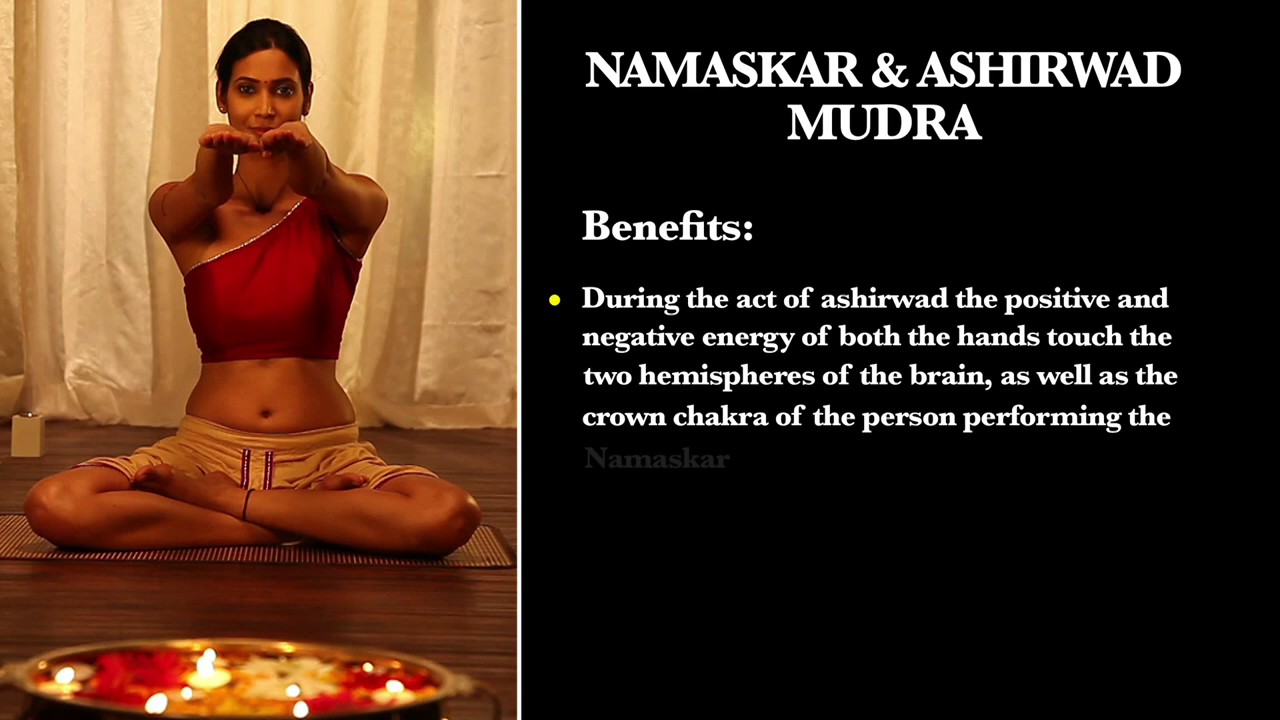 NAMASKAR & ASHIRWAD
MUDRA
Benefits:
During the act of ashirwad the positive and
negative energy of both the hands touch the
two hemispheres of the brain, as well as the
crown chakra of the person performing the
Namaskar